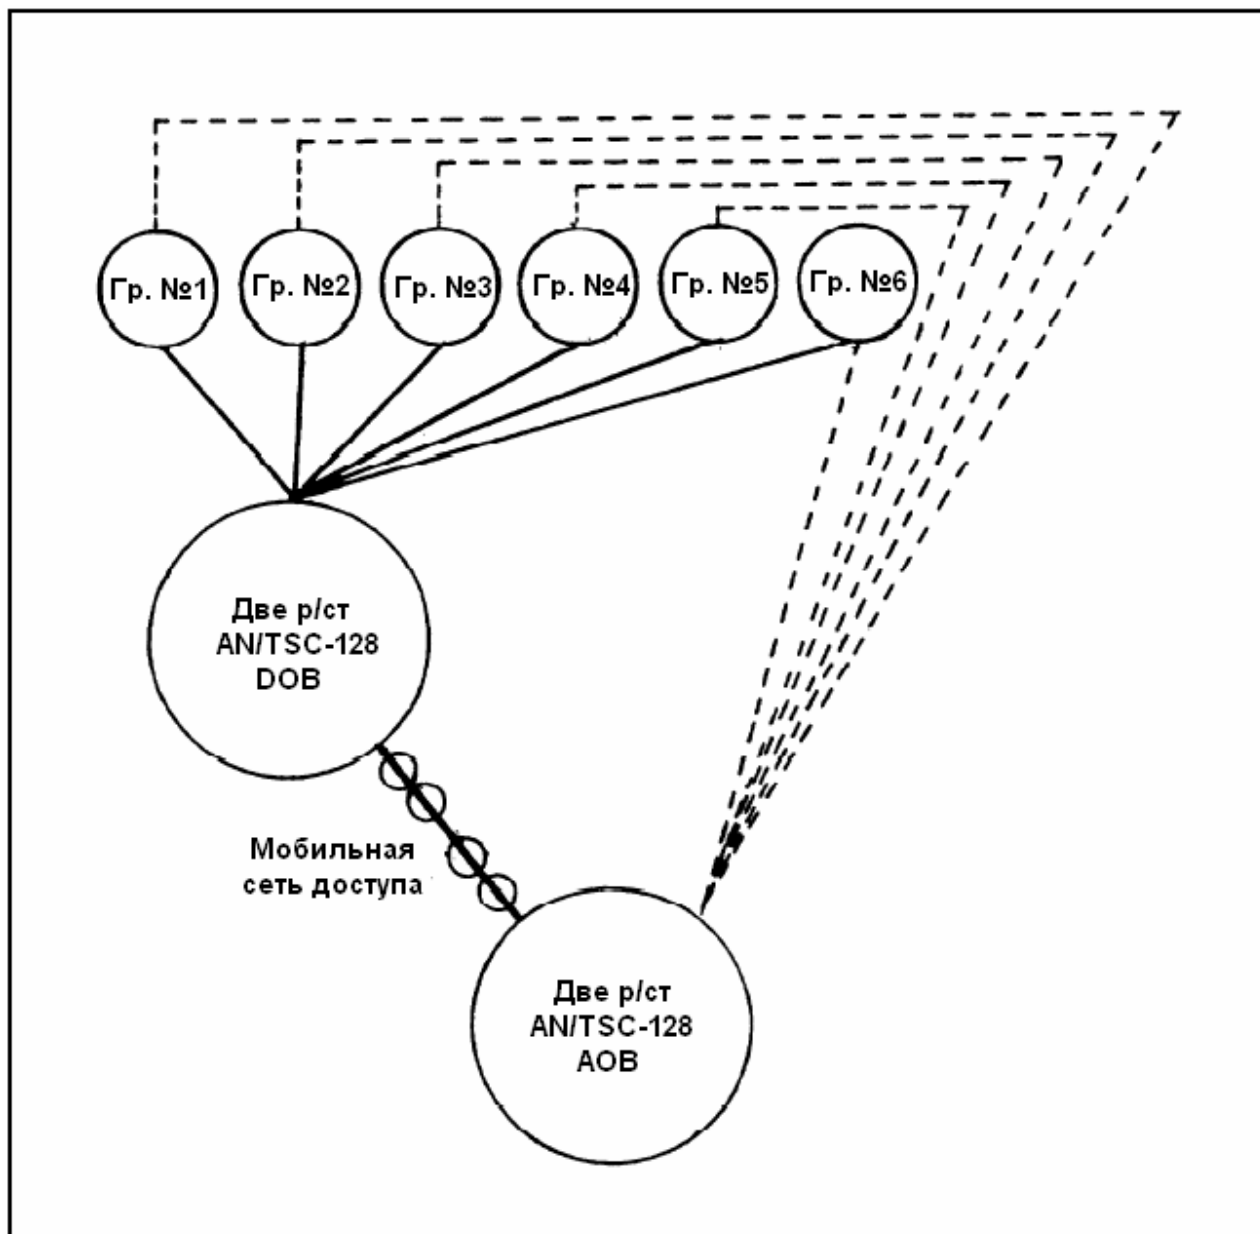 Гр. №1
Гр. №2
Гр. №3
Гр. №4
Гр. №5
Гр. №6
Две р/ст
AN/TSC-128
DOB
Мобильная
сеть доступа
Две р/ст
AN/TSC-128
AOB